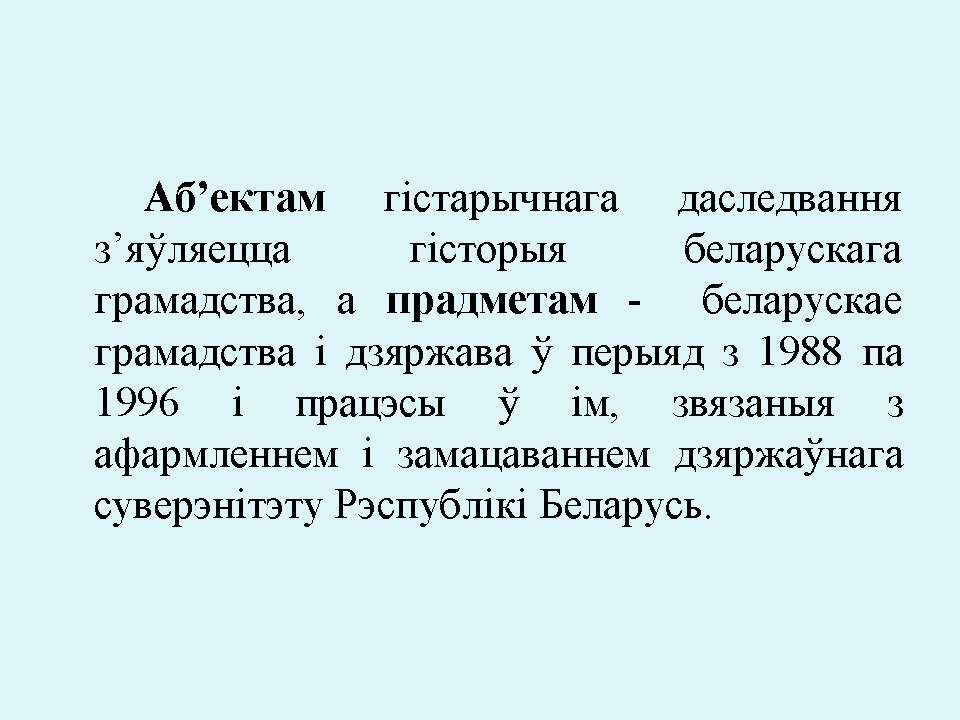 Аб’ектам гістарычнага даследвання
з’яўляецца гісторыя беларускага
грамадства, а прадметам - беларускае
грамадства і дзяржава ў перыяд з 1988 па
1996 і працэсы ў ім, звязаныя з
афармленнем і замацаваннем дзяржаўнага
суверэнітэту Рэспублікі Беларусь.